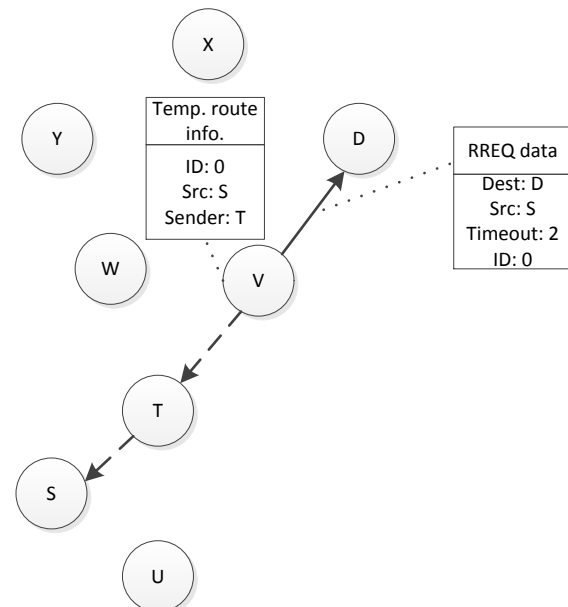 X
Temp. route
info.
ID: 0
Src: S
Sender: T
Y
D
RREQ data
Dest: D
Src: S
Timeout: 2
ID: 0
W
V
T
S
U